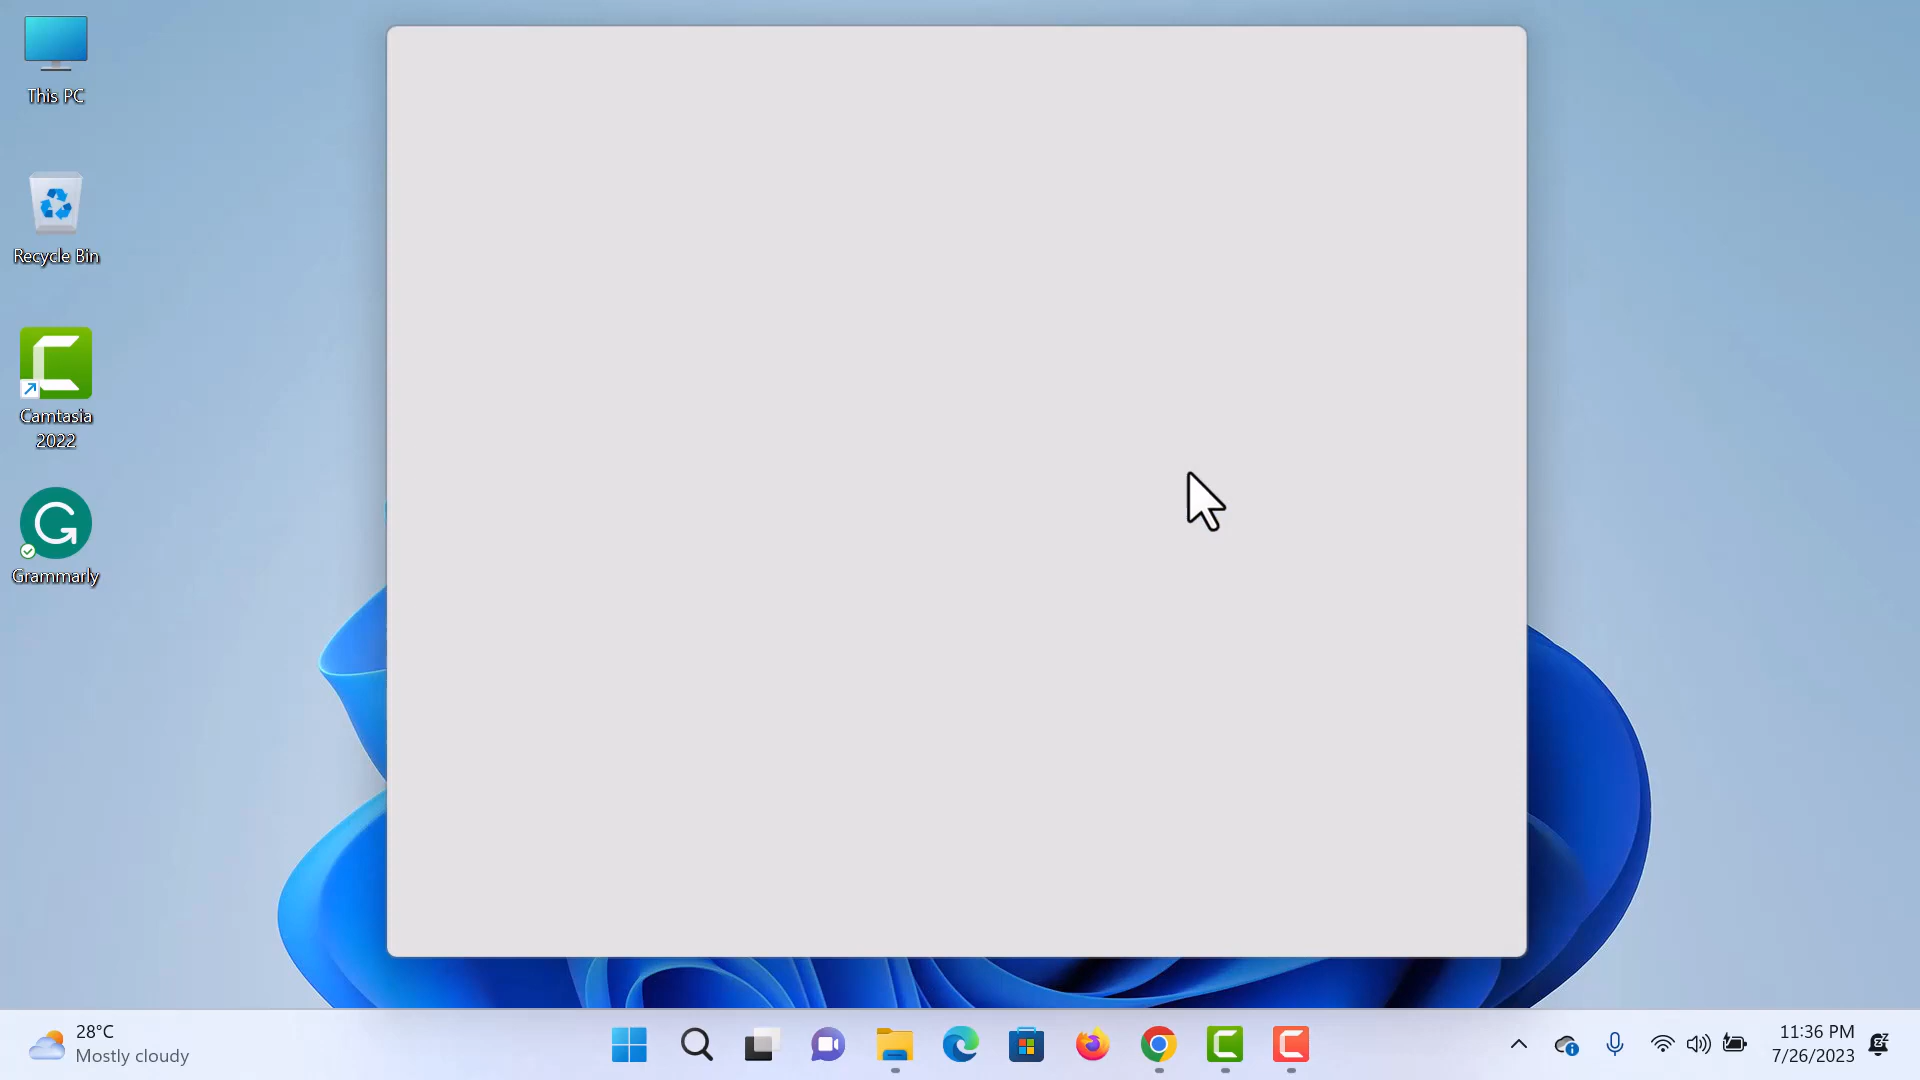 This PC
Recycle Bin
Camtasia
2022
Grammarly
28°C
Mostly cloudy
11:36 PM
7/26/2023